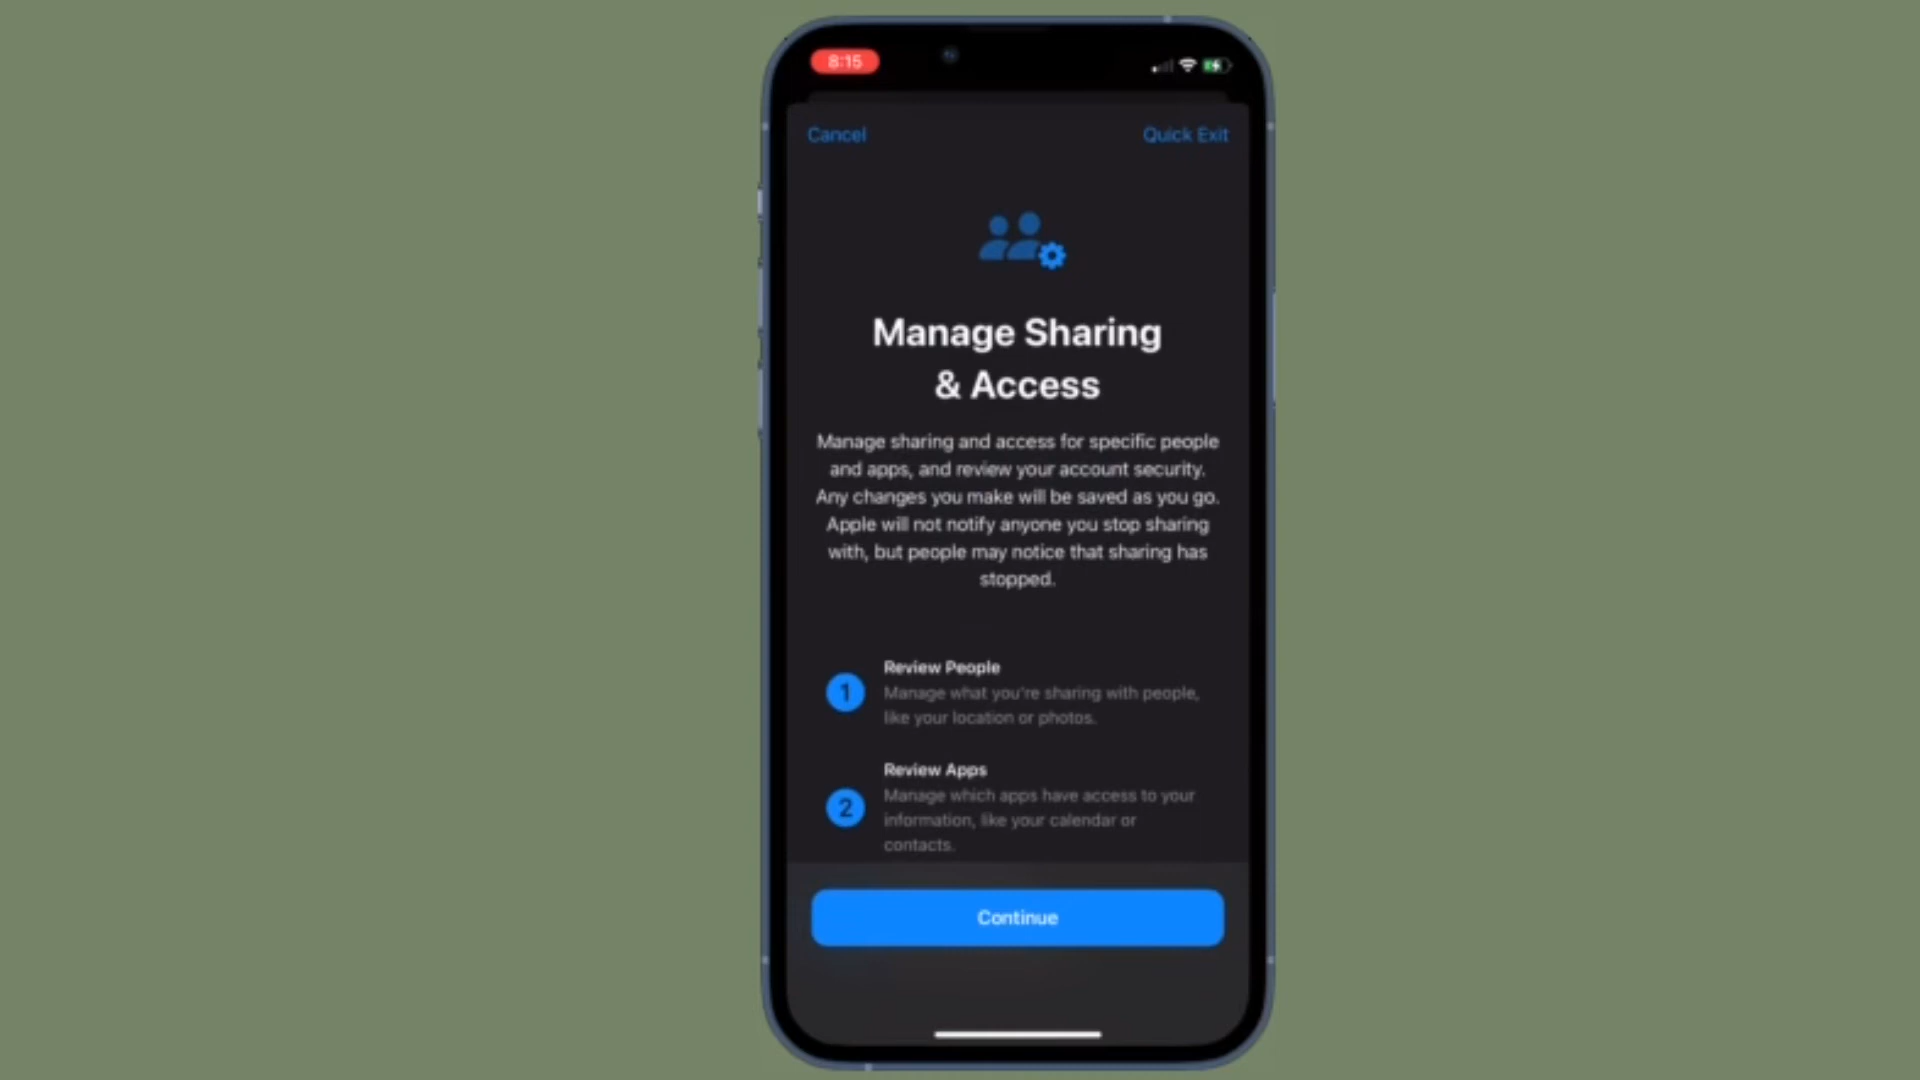 8:15
Cancel
Quick Exit
Manage Sharing
& Access
Manage sharing and access for specific people
and apps, and review your account security.
Any changes you make will be saved as you go.
Apple will not notify anyone you stop sharing
with, but people may notice that sharing has
stopped.
1
Review People
Manage what you're sharing with people,
like your location or photos.
2
Review Apps
Manage which apps have access to your
information, like your calendar or
contacts.
Continue